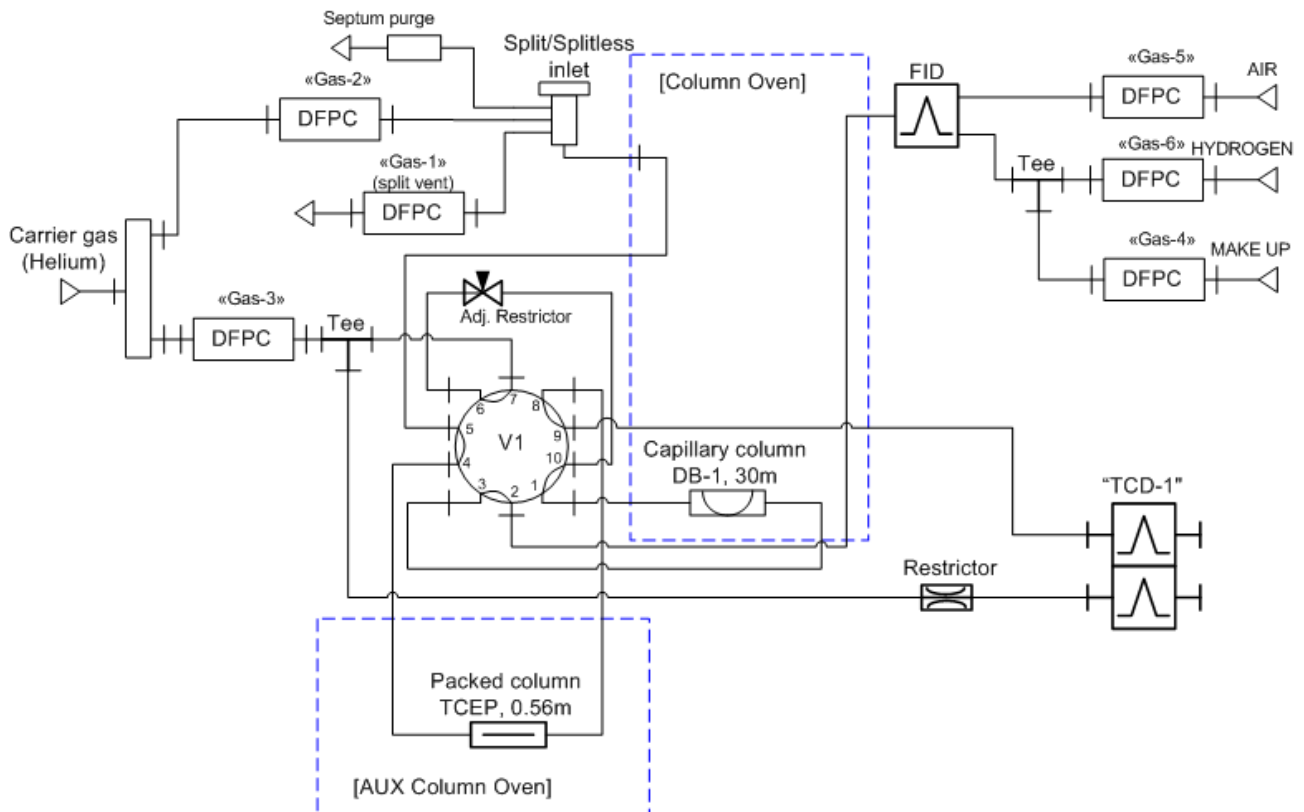 Septum purge
Split/Splitless
inlet
«Gas-2»
DFPC
«Gas-1»
(split vent)
DFPC
Carrier gas
(Helium)
«Gas-3»
DFPC
Tee
Adj. Restrictor
[Column Oven]
FID
«Gas-5»
DFPC
AIR
«Gas-6»
DFPC
HYDROGEN
Tee
«Gas-4»
DFPC
MAKE UP
V1
1
2
3
4
5
6
7
8
9
10
Capillary column
DB-1, 30m
"TCD-1"
Restrictor
Packed column
TCEP, 0.56m
[AUX Column Oven]